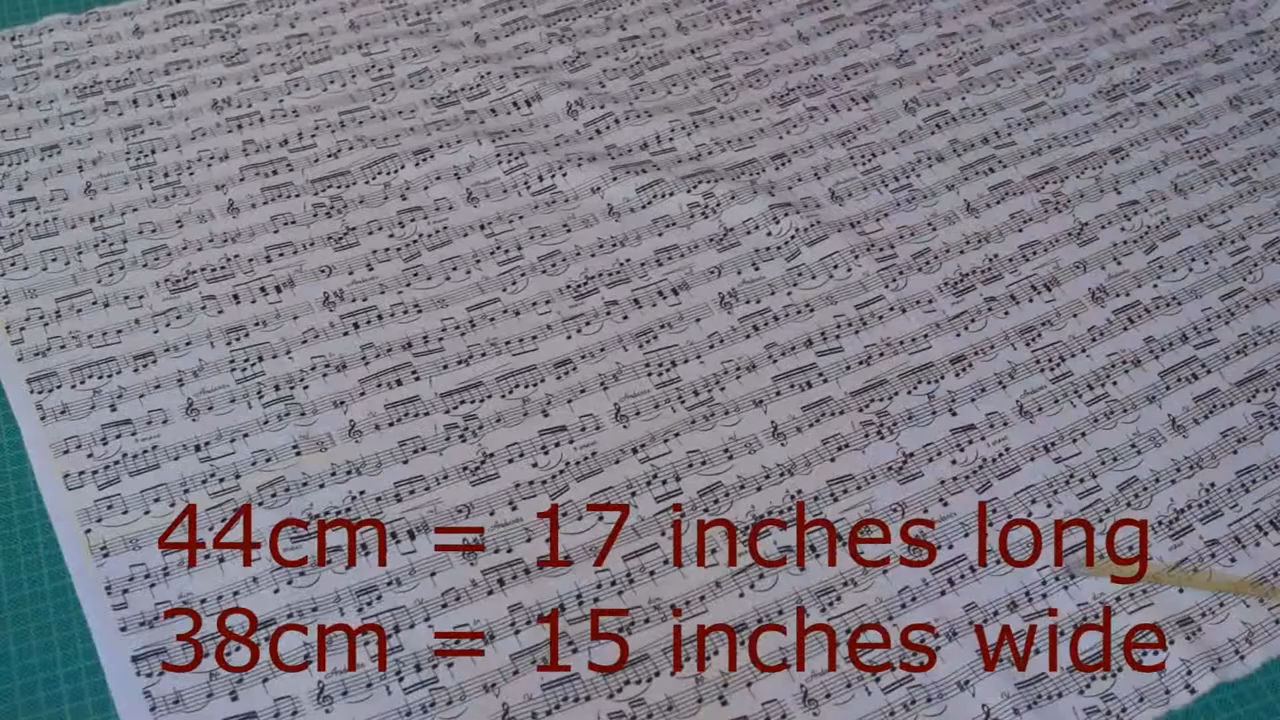 44cm = 17 inches long
38cm = 15 inches wide